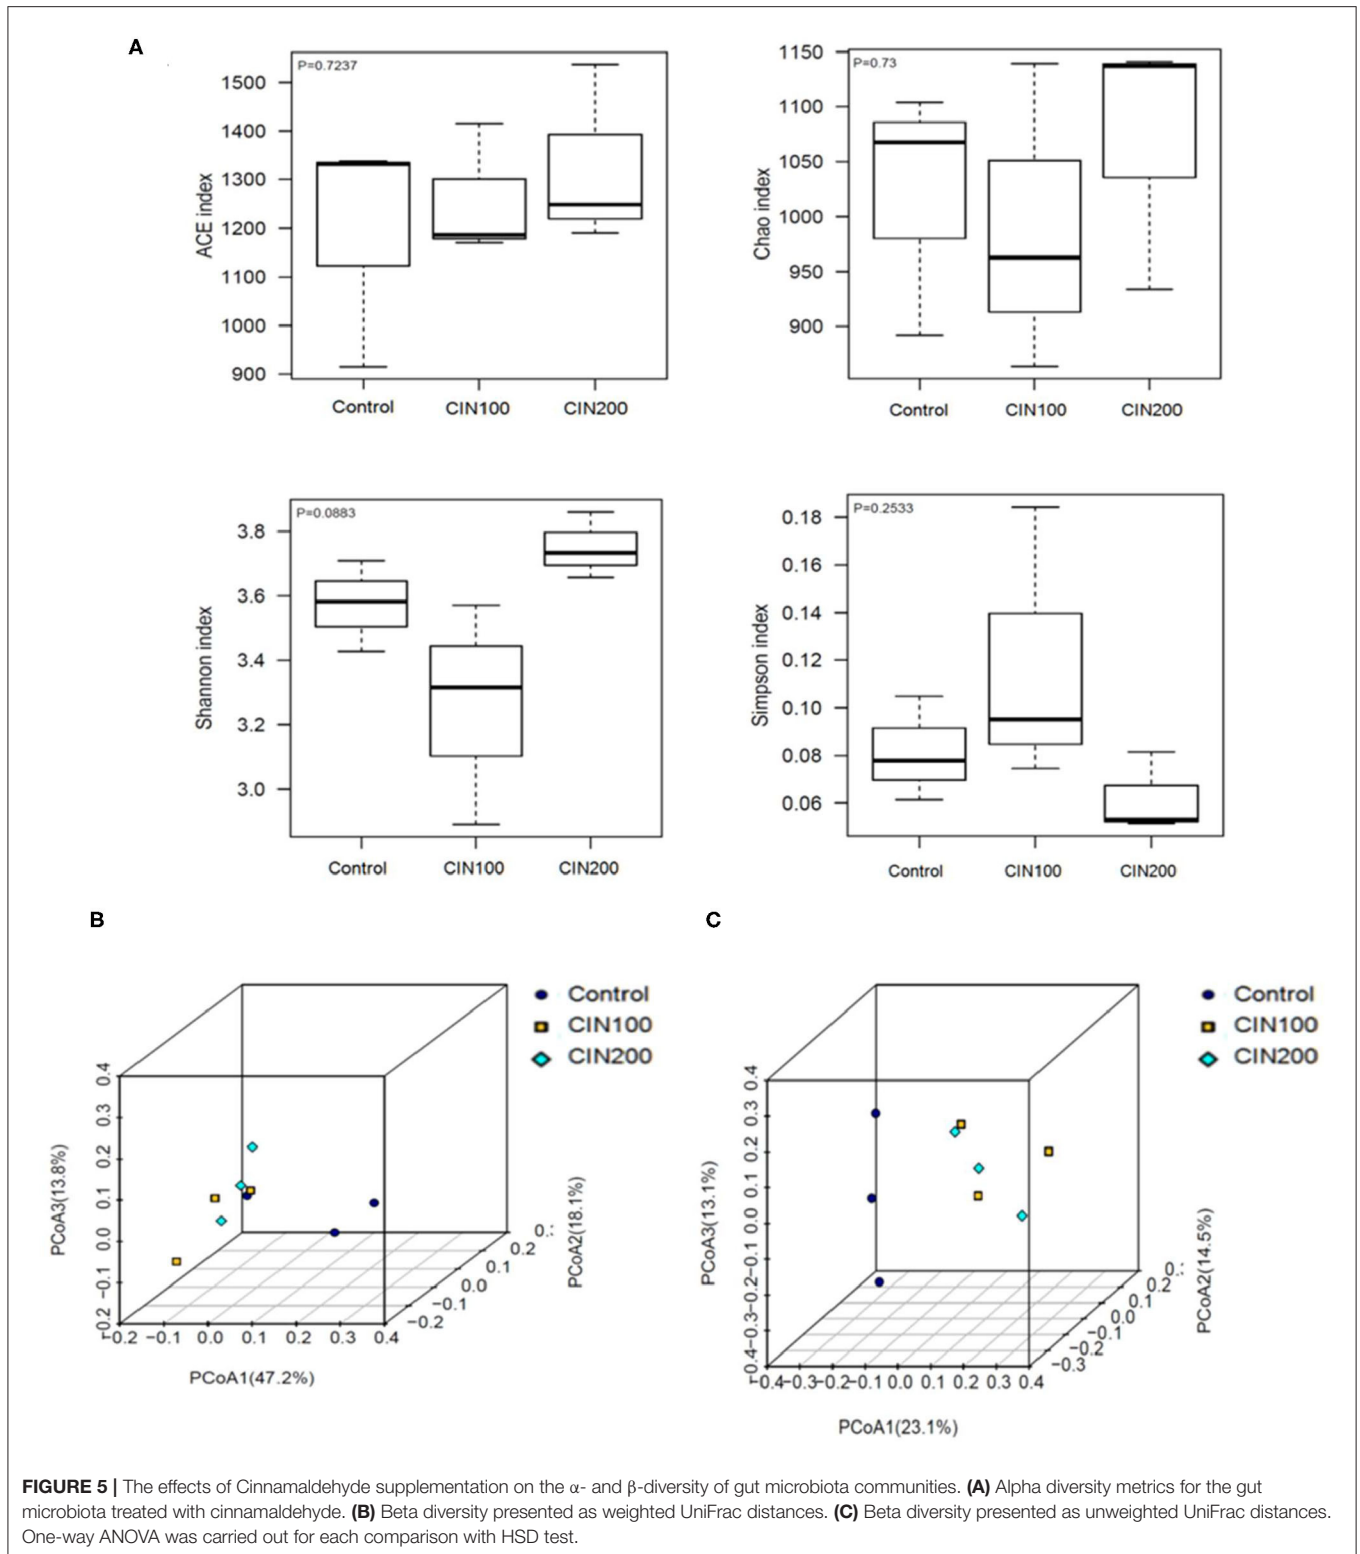 A
P=0.7237
ACE index
1500
1400
1300
1200
1100
1000
900
Control CIN100 CIN200
P=0.73
Chao index
1150
1100
1050
1000
950
900
Control CIN100 CIN200
P=0.0883
Shannon index
3.8
3.6
3.4
3.2
3.0
Control CIN100 CIN200
P=0.2533
Simpson index
0.18
0.16
0.14
0.12
0.10
0.08
0.06
Control CIN100 CIN200
B
Control
CIN100
CIN200
PCoA3(13.8%)
0.4
0.3
0.2
0.1
0.0
−0.1
−0.2
−0.2 −0.1 0.0 0.1 0.2 0.3 0.4
PCoA1(47.2%)
−0.2
−0.1
0.0
0.1
0.2
PCoA2(18.1%)
C
Control
CIN100
CIN200
PCoA3(13.1%)
0.4
0.3
0.2
0.1
0.0
−0.1
−0.2
−0.3
−0.4
−0.4 −0.3 −0.2 −0.1 0.0 0.1 0.2 0.3 0.4
PCoA1(23.1%)
−0.3
−0.2
−0.1
0.0
0.1
0.2
PCoA2(14.5%)
FIGURE 5 | The effects of Cinnamaldehyde supplementation on the α- and β-diversity of gut microbiota communities. (A) Alpha diversity metrics for the gut
microbiota treated with cinnamaldehyde. (B) Beta diversity presented as weighted UniFrac distances. (C) Beta diversity presented as unweighted UniFrac distances.
One-way ANOVA was carried out for each comparison with HSD test.